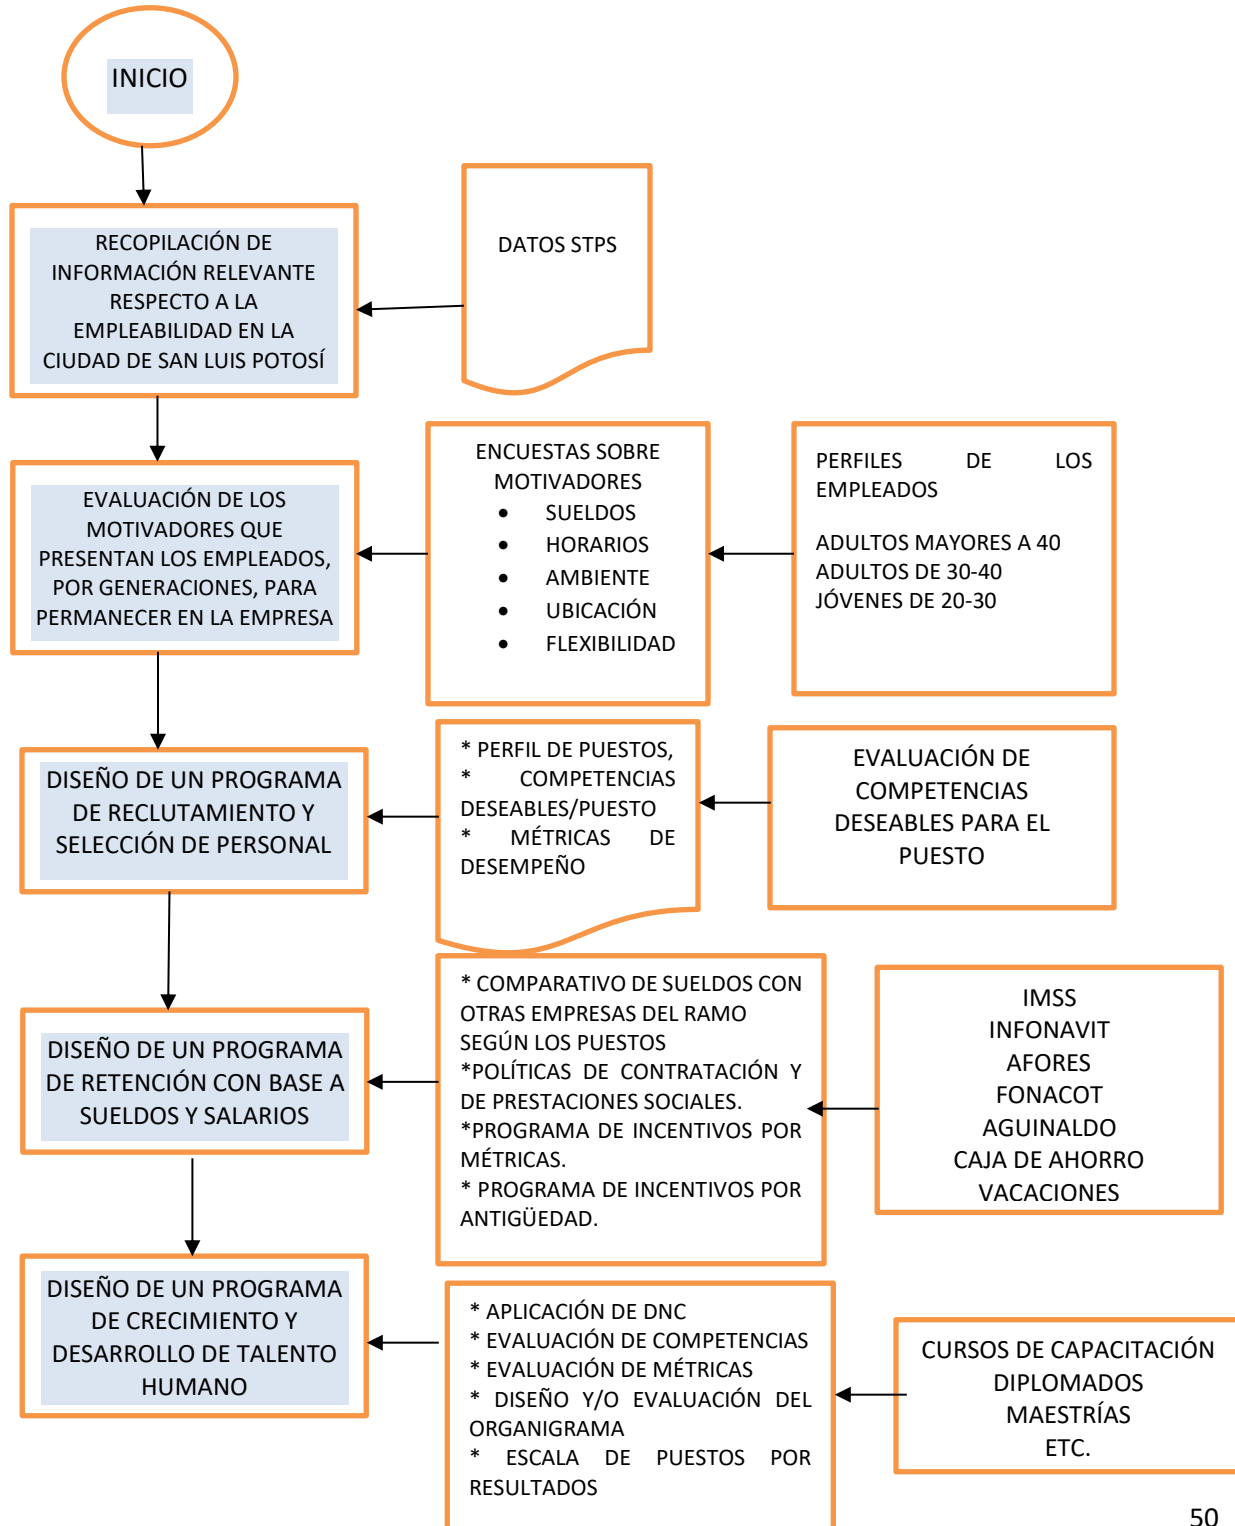 INICIO
RECOPILACIÓN DE
INFORMACIÓN RELEVANTE
RESPECTO A LA
EMPLEABILIDAD EN LA
CIUDAD DE SAN LUIS POTOSÍ
DATOS STPS
EVALUACIÓN DE LOS
MOTIVADORES QUE
PRESENTAN LOS EMPLEADOS,
POR GENERACIONES, PARA
PERMANECER EN LA EMPRESA
ENCUESTAS SOBRE
MOTIVADORES
• SUELDOS
• HORARIOS
• AMBIENTE
• UBICACIÓN
• FLEXIBILIDAD
PERFILES DE LOS
EMPLEADOS
ADULTOS MAYORES A 40
ADULTOS DE 30-40
JÓVENES DE 20-30
DISEÑO DE UN PROGRAMA
DE RECLUTAMIENTO Y
SELECCIÓN DE PERSONAL
* PERFIL DE PUESTOS,
* COMPETENCIAS
DESEABLES/PUESTO
* MÉTRICAS DE
DESEMPEÑO
EVALUACIÓN DE
COMPETENCIAS
DESEABLES PARA EL
PUESTO
DISEÑO DE UN PROGRAMA
DE RETENCIÓN CON BASE A
SUELDOS Y SALARIOS
* COMPARATIVO DE SUELDOS CON
OTRAS EMPRESAS DEL RAMO
SEGÚN LOS PUESTOS
*POLÍTICAS DE CONTRATACIÓN Y
DE PRESTACIONES SOCIALES.
*PROGRAMA DE INCENTIVOS POR
MÉTRICAS.
* PROGRAMA DE INCENTIVOS POR
ANTIGÜEDAD.
IMSS
INFONAVIT
AFORES
FONACOT
AGUINALDO
CAJA DE AHORRO
VACACIONES
DISEÑO DE UN PROGRAMA
DE CRECIMIENTO Y
DESARROLLO DE TALENTO
HUMANO
* APLICACIÓN DE DNC
* EVALUACIÓN DE COMPETENCIAS
* EVALUACIÓN DE MÉTRICAS
* DISEÑO Y/O EVALUACIÓN DEL
ORGANIGRAMA
* ESCALA DE PUESTOS POR
RESULTADOS
CURSOS DE CAPACITACIÓN
DIPLOMADOS
MAESTRÍAS
ETC.
50